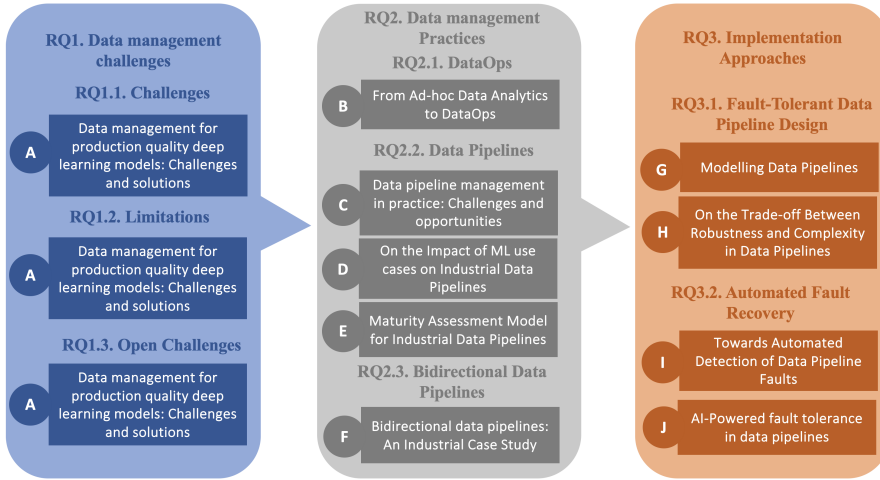 RQ1. Data management
challenges
RQ1.1. Challenges
A
Data management for
production quality deep
learning models: Challenges
and solutions
RQ1.2. Limitations
A
Data management for
production quality deep
learning models: Challenges
and solutions
RQ1.3. Open Challenges
A
Data management for
production quality deep
learning models: Challenges
and solutions
RQ2. Data management
Practices
RQ2.1. DataOps
B
From Ad-hoc Data Analytics
to DataOps
RQ2.2. Data Pipelines
C
Data pipeline management
in practice: Challenges and
opportunities
D
On the Impact of ML use
cases on Industrial Data
Pipelines
E
Maturity Assessment Model
for Industrial Data Pipelines
RQ2.3. Bidirectional Data
Pipelines
F
Bidirectional data pipelines:
An Industrial Case Study
RQ3. Implementation
Approaches
RQ3.1. Fault-Tolerant Data
Pipeline Design
G
Modelling Data Pipelines
H
On the Trade-off Between
Robustness and Complexity
in Data Pipelines
RQ3.2. Automated Fault
Recovery
I
Towards Automated
Detection of Data Pipeline
Faults
J
AI-Powered fault tolerance
in data pipelines